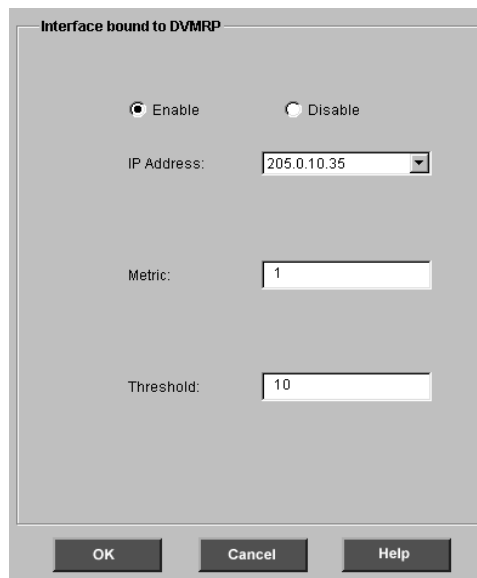 Interface bound to DVMRP
Enable Disable
IP Address: 205.0.10.35
Metric: 1
Threshold: 10
OK Cancel Help